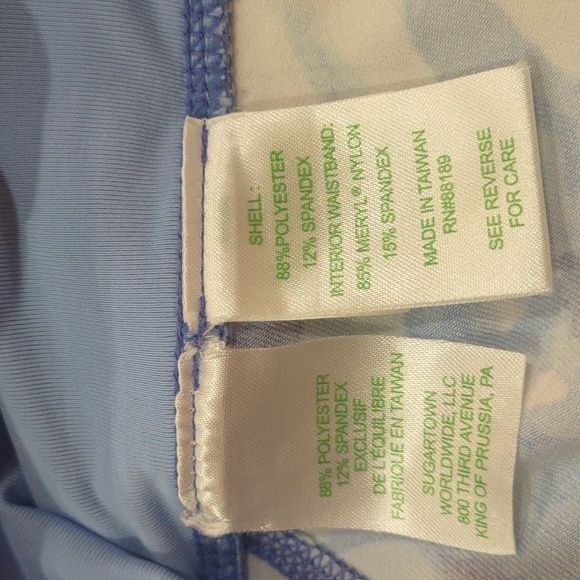 SHELL :
88%POLYESTER
12% SPANDEX
INTERIOR WAISTBAND:
85% MERYL® NYLON
15% SPANDEX
MADE IN TAIWAN
RN#88189
SEE REVERSE
FOR CARE
88% POLYESTER
12% SPANDEX
EXCLUSIF
DE L'ÉQUILIBRE
FABRIQUE EN TAIWAN
SUGARTOWN
WORLDWIDE, LLC
800 THIRD AVENUE
KING OF PRUSSIA, PA